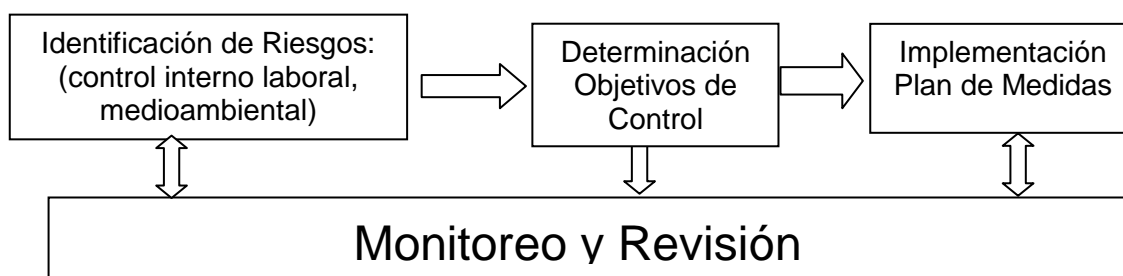 Identificación de Riesgos:
(control interno laboral,
medioambiental)
Determinación
Objetivos de
Control
Implementación
Plan de Medidas
Monitoreo y Revisión